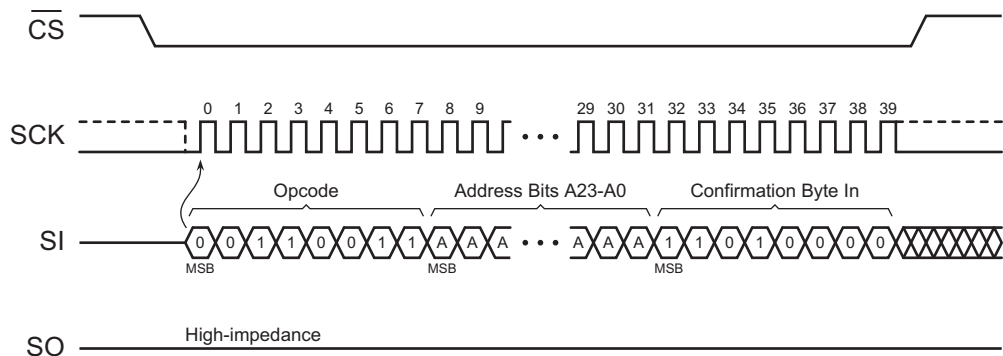 CS
0 1 2 3 4 5 6 7 8 9 29 30 31 32 33 34 35 36 37 38 39
SCK
Opcode Address Bits A23-A0 Confirmation Byte In
SI 0 0 1 1 0 0 1 1 A A A A A A 1 1 0 1 0 0 0 0
MSB MSB MSB
High-impedance
SO